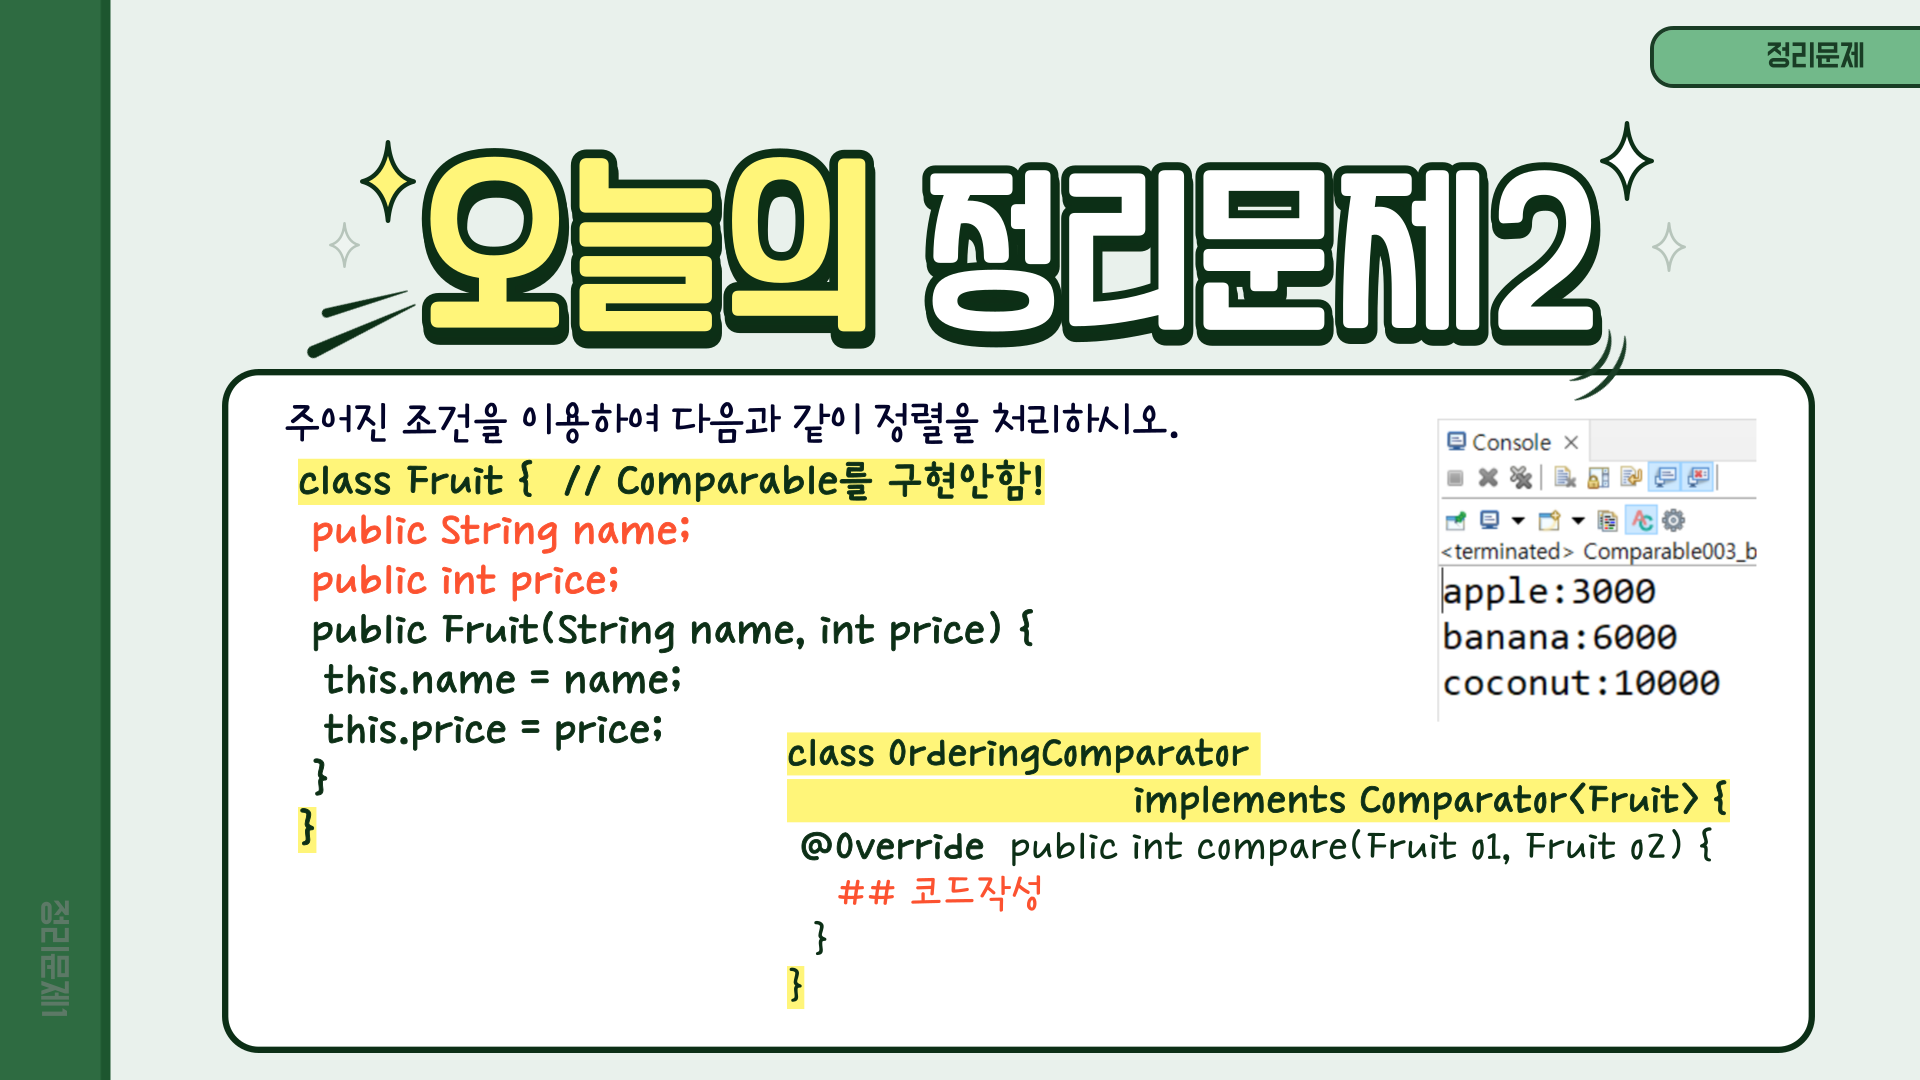 정리문제
오늘의 정리문제2
주어진 조건을 이용하여 다음과 같이 정렬을 처리하시오.
class Fruit {  // Comparable를 구현안함!
public String name;
public int price;
public Fruit(String name, int price) {
this.name = name;
this.price = price;
}
}
Console
<terminated> Comparable003_b
apple:3000
banana:6000
coconut:10000
class OrderingComparator
implements Comparator<Fruit> {
@Override  public int compare(Fruit o1, Fruit o2) {
## 코드작성
}
}
정리문제1